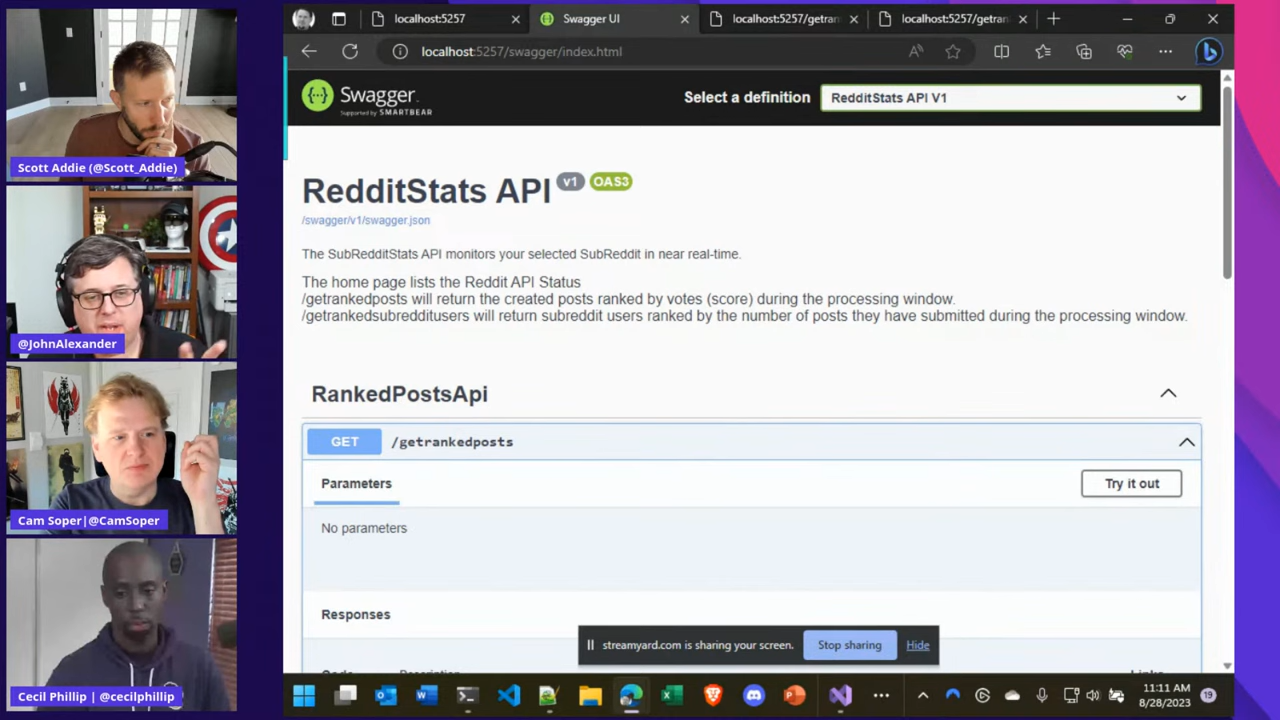 localhost:5257
Swagger UI
localhost:5257/getran
localhost:5257/getran
localhost:5257/swagger/index.html
Swagger.
Supported by SMARTBEAR
Select a definition
RedditStats API V1
RedditStats API v1 OAS3
/swagger/v1/swagger.json
The SubRedditStats API monitors your selected SubReddit in near real-time.
The home page lists the Reddit API Status
/getrankedposts will return the created posts ranked by votes (score) during the processing window.
/getrankedsubreddituser​s will return subreddit users ranked by the number of posts they have submitted during the processing window.
RankedPostsApi
GET /getrankedposts
Parameters
Try it out
No parameters
Responses
Code Description Links
streamyard.com is sharing your screen. Stop sharing Hide
11:11 AM
8/28/2023
19
Scott Addie (@Scott_Addie)
@JohnAlexander
Cam Soper|@CamSoper
Cecil Phillip | @cecilphillip